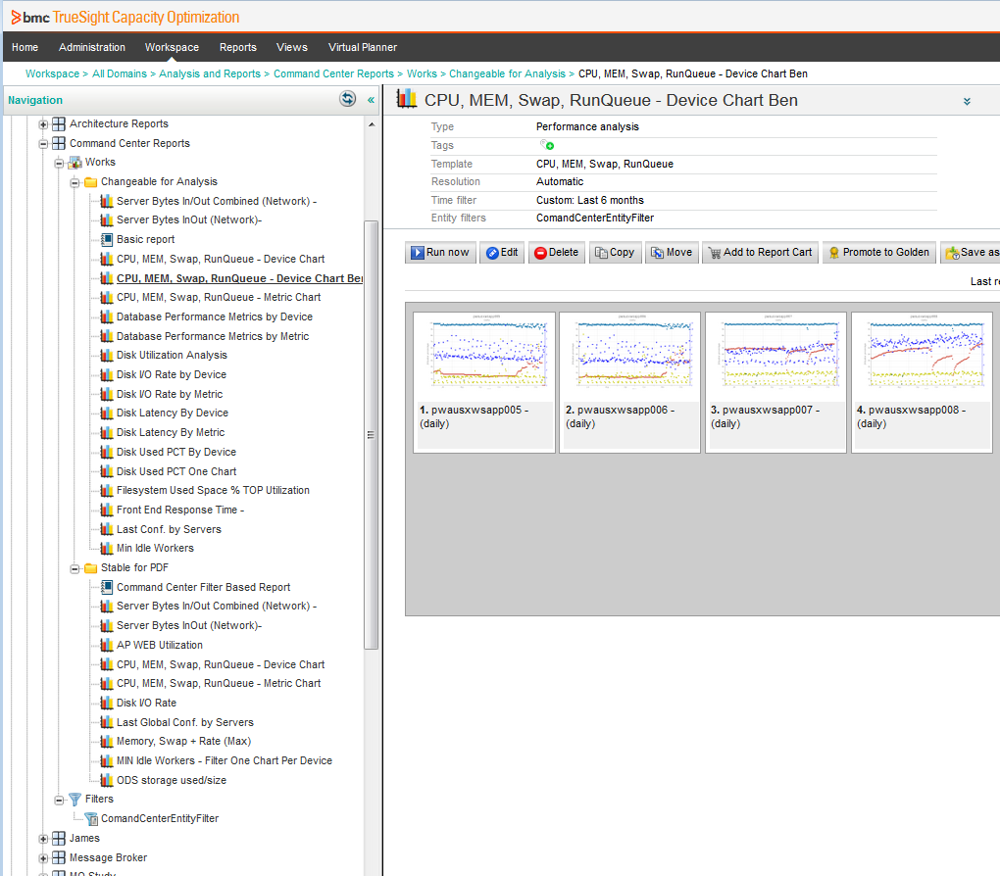 bmc TrueSight Capacity Optimization
Home Administration Workspace Reports Views Virtual Planner
Workspace > All Domains > Analysis and Reports > Command Center Reports > Works > Changeable for Analysis > CPU, MEM, Swap, RunQueue - Device Chart Ben
Navigation
Architecture Reports
Command Center Reports
Works
Changeable for Analysis
Server Bytes In/Out Combined (Network) -
Server Bytes InOut (Network)-
Basic report
CPU, MEM, Swap, RunQueue - Device Chart
CPU, MEM, Swap, RunQueue - Device Chart Ben
CPU, MEM, Swap, RunQueue - Metric Chart
Database Performance Metrics by Device
Database Performance Metrics by Metric
Disk Utilization Analysis
Disk I/O Rate by Device
Disk I/O Rate by Metric
Disk Latency By Device
Disk Latency By Metric
Disk Used PCT By Device
Disk Used PCT One Chart
Filesystem Used Space % TOP Utilization
Front End Response Time -
Last Conf. by Servers
Min Idle Workers
Stable for PDF
Command Center Filter Based Report
Server Bytes In/Out Combined (Network) -
Server Bytes InOut (Network)-
AP WEB Utilization
CPU, MEM, Swap, RunQueue - Device Chart
CPU, MEM, Swap, RunQueue - Metric Chart
Disk I/O Rate
Last Global Conf. by Servers
Memory, Swap + Rate (Max)
MIN Idle Workers - Filter One Chart Per Device
ODS storage used/size
Filters
ComandCenterEntityFilter
James
Message Broker
MQ Study
CPU, MEM, Swap, RunQueue - Device Chart Ben
Type Performance analysis
Tags
Template CPU, MEM, Swap, RunQueue
Resolution Automatic
Time filter Custom: Last 6 months
Entity filters ComandCenterEntityFilter
Run now Edit Delete Copy Move Add to Report Cart Promote to Golden Save as
Last re
1. pwausxwsapp005 -
(daily)
2. pwausxwsapp006 -
(daily)
3. pwausxwsapp007 -
(daily)
4. pwausxwsapp008 -
(daily)